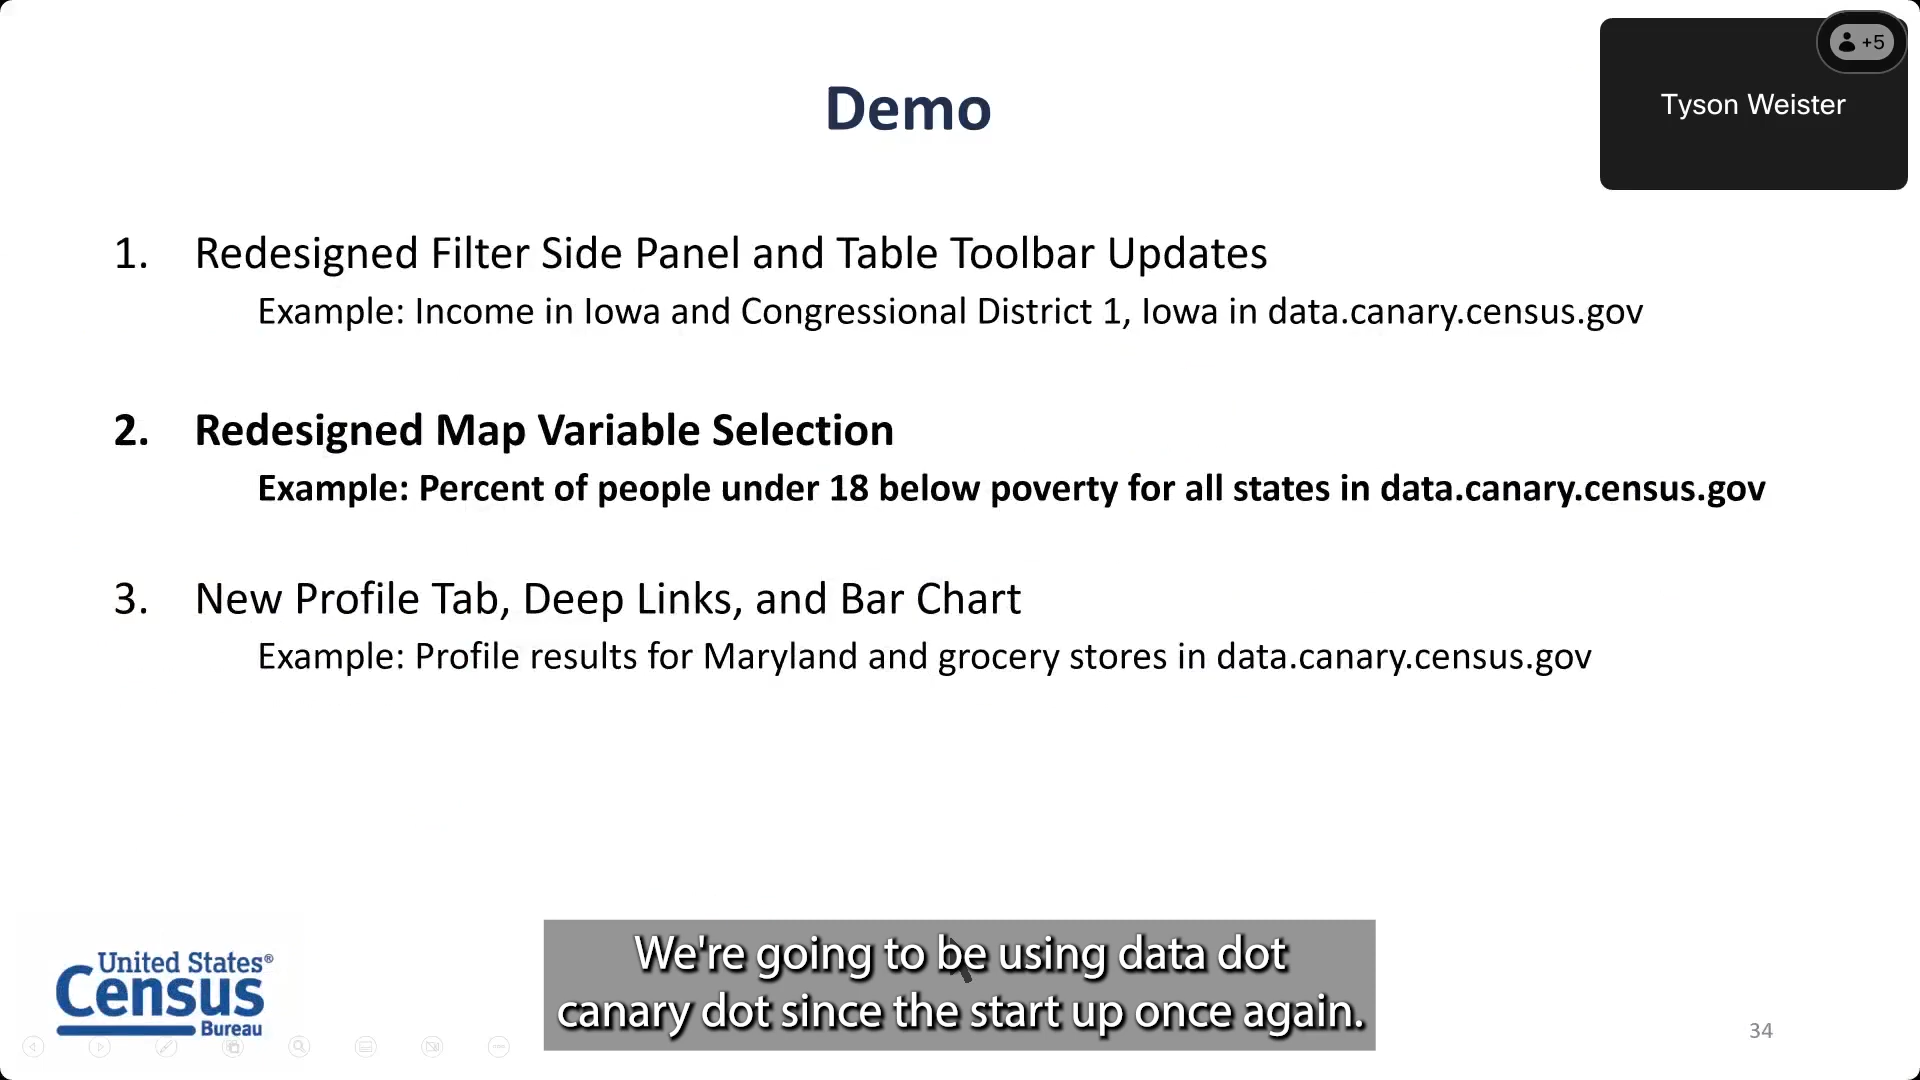 +5
Tyson Weister
Demo
1. Redesigned Filter Side Panel and Table Toolbar Updates
Example: Income in Iowa and Congressional District 1, Iowa in data.canary.census.gov
2. Redesigned Map Variable Selection
Example: Percent of people under 18 below poverty for all states in data.canary.census.gov
3. New Profile Tab, Deep Links, and Bar Chart
Example: Profile results for Maryland and grocery stores in data.canary.census.gov
United States®
Census
Bureau
We're going to be using data dot
canary dot since the start up once again.
34